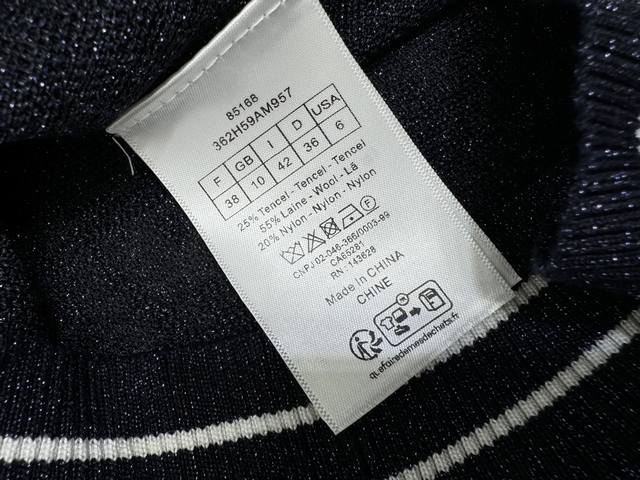 85168
362H59AM957
F GB I D USA
38 10 42 36 6
25% Tencel - Tencel - Tencel
55% Laine - Wool - Lã
20% Nylon - Nylon - Nylon
F
CNPJ 02-046-366/0003-99
CA65281
RN : 143628
Made in CHINA
CHINE
quefairedemesdechets.fr